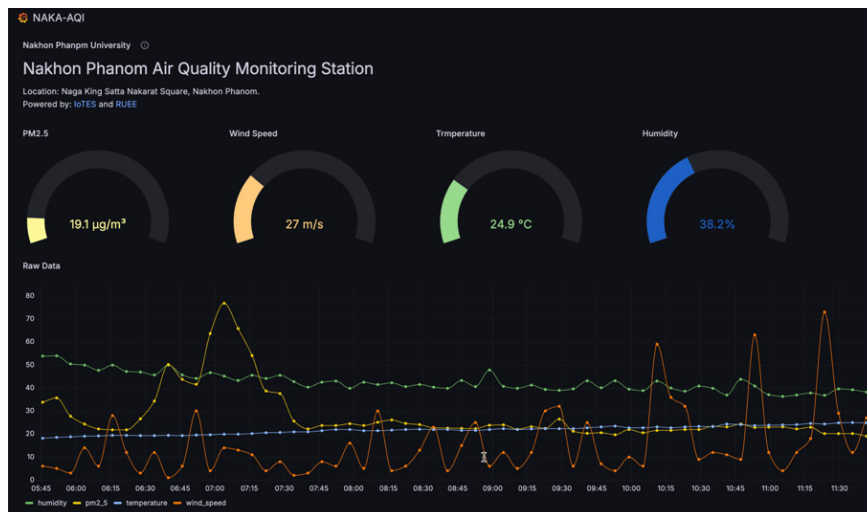 NAKA-AQI
Nakhon Phanpm University
Nakhon Phanom Air Quality Monitoring Station
Location: Naga King Satta Nakarat Square, Nakhon Phanom.
Powered by: IoTES and RUEE
PM2.5 Wind Speed Trmperature Humidity
19.1 µg/m³ 27 m/s 24.9 °C 38.2%
Raw Data
80
70
60
50
40
30
20
10
0
05:45 06:00 06:15 06:30 06:45 07:00 07:15 07:30 07:45 08:00 08:15 08:30 08:45 09:00 09:15 09:30 09:45 10:00 10:15 10:30 10:45 11:00 11:15 11:30
humidity pm2_5 temperature wind_speed